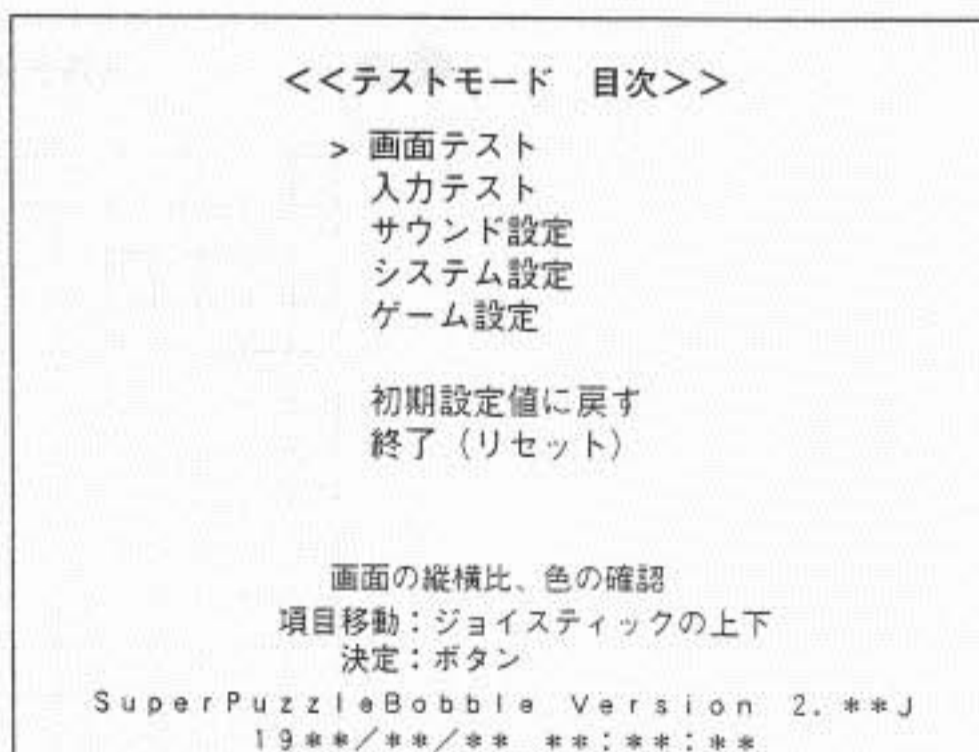 <<テストモード　目次>>
> 画面テスト
入力テスト
サウンド設定
システム設定
ゲーム設定
初期設定値に戻す
終了（リセット）
画面の縦横比、色の確認
項目移動：ジョイスティックの上下
決定：ボタン
SuperPuzzleBobble Version 2.**J
19**/**/** **:**:**